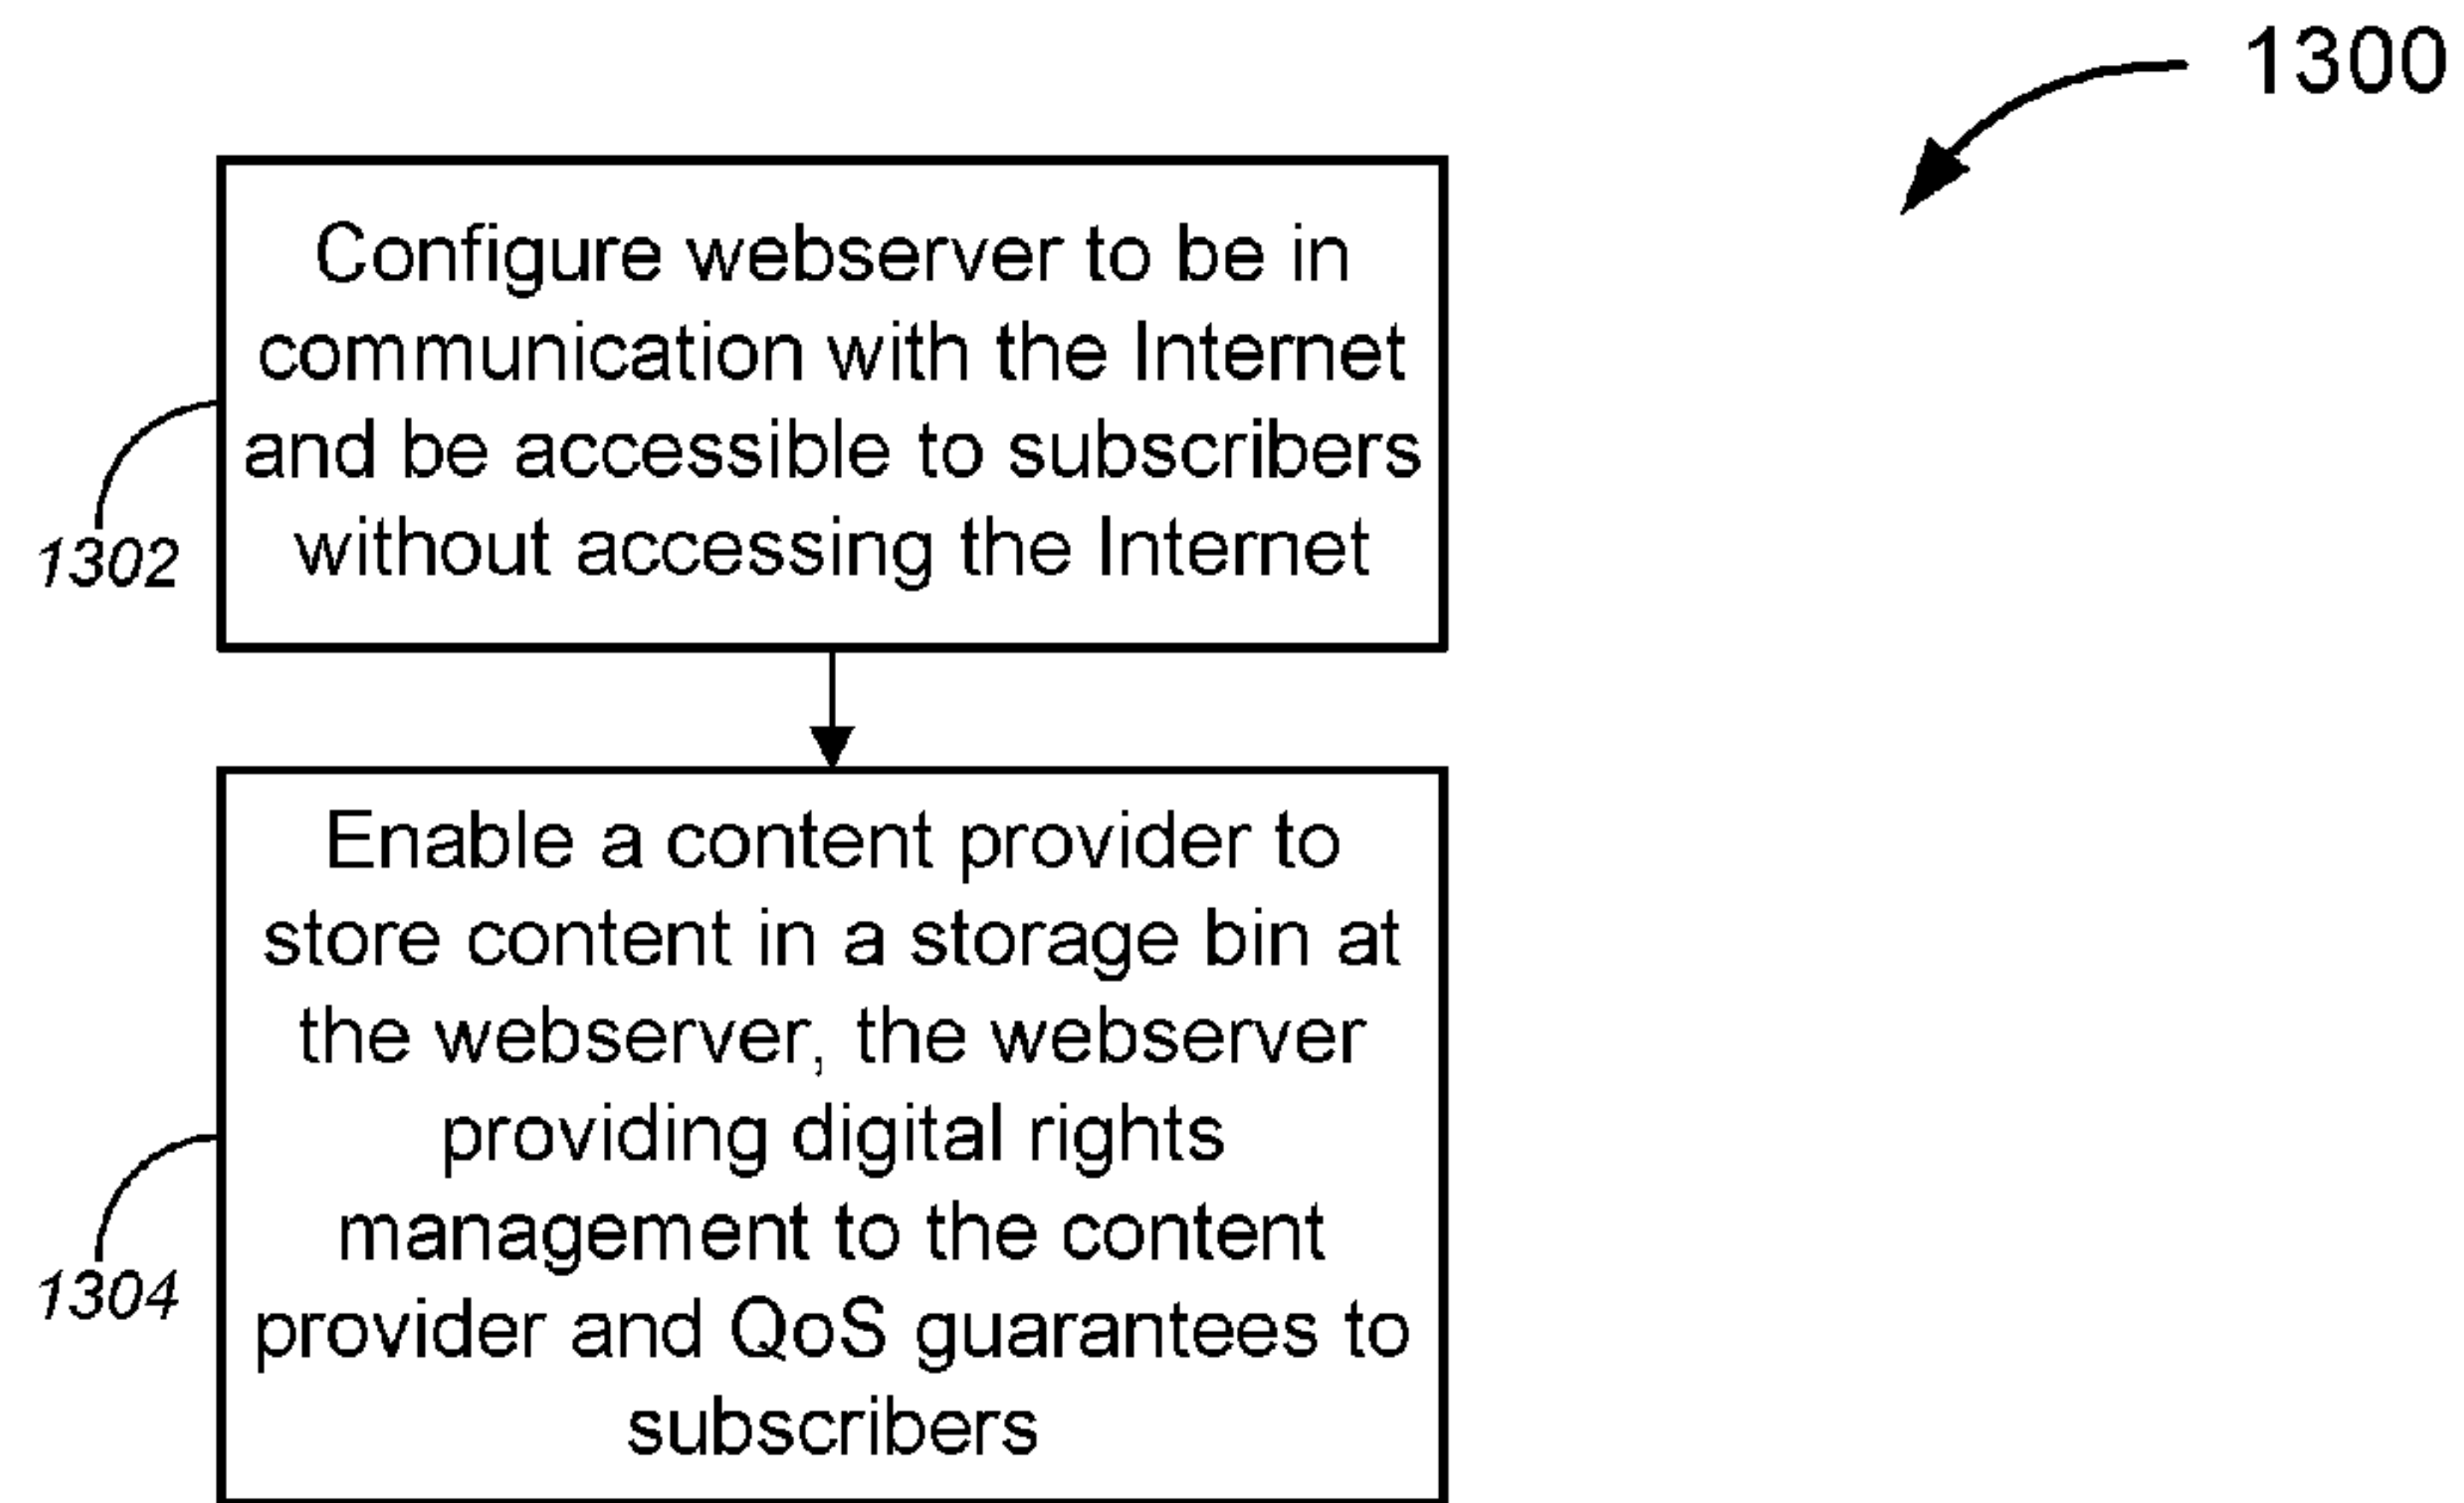 1300
Configure webserver to be in
communication with the Internet
and be accessible to subscribers
without accessing the Internet
1302
Enable a content provider to
store content in a storage bin at
the webserver, the webserver
providing digital rights
management to the content
provider and QoS guarantees to
subscribers
1304